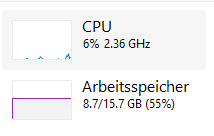 CPU
6% 2.36 GHz
Arbeitsspeicher
8.7/15.7 GB (55%)